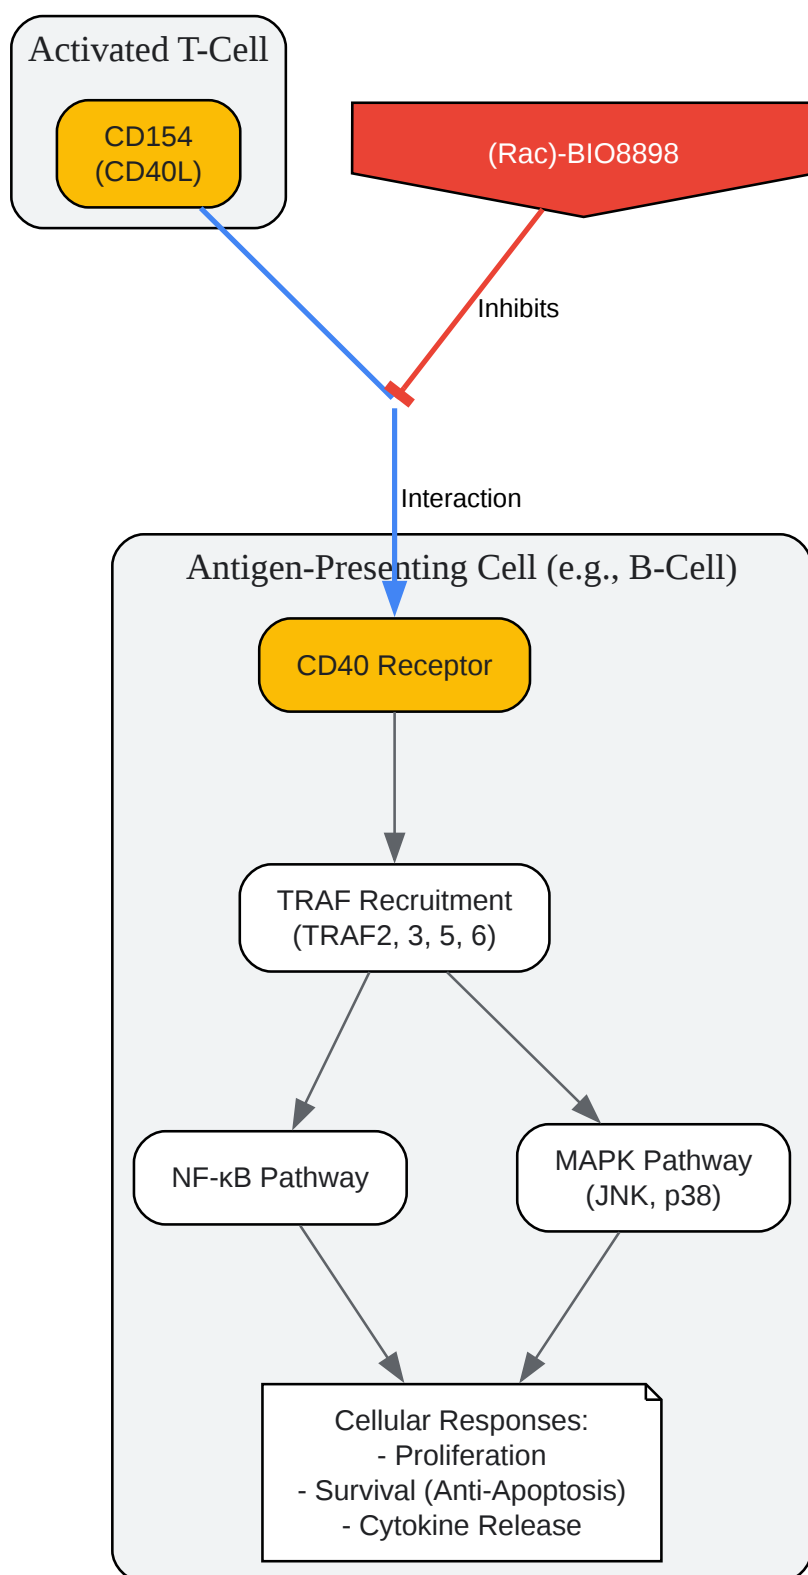 Activated T-Cell
CD154
(CD40L)
(Rac)-BIO8898
Inhibits
Interaction
Antigen-Presenting Cell (e.g., B-Cell)
CD40 Receptor
TRAF Recruitment
(TRAF2, 3, 5, 6)
NF-κB Pathway
MAPK Pathway
(JNK, p38)
Cellular Responses:
- Proliferation
- Survival (Anti-Apoptosis)
- Cytokine Release